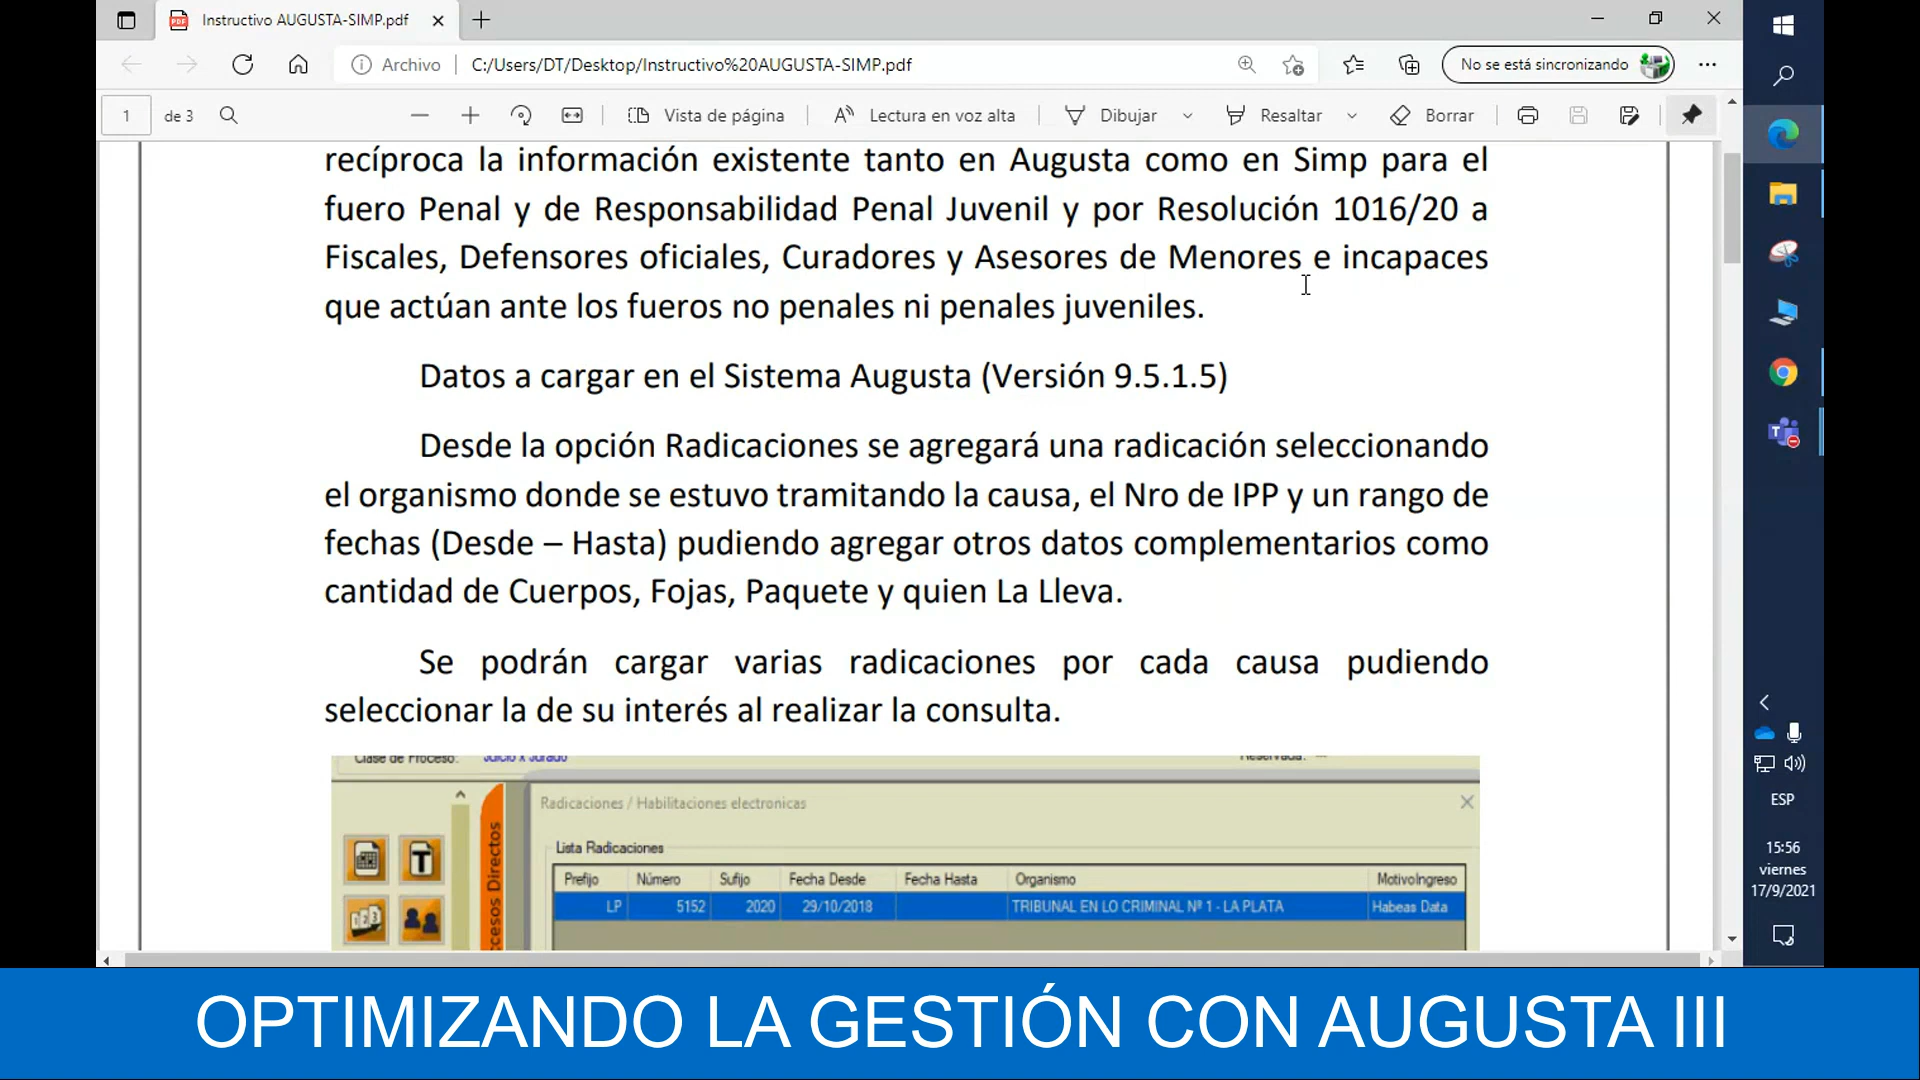 Instructivo AUGUSTA-SIMP.pdf
Archivo
C:/Users/DT/Desktop/Instructivo%20AUGUSTA-SIMP.pdf
No se está sincronizando
1 de 3
Vista de página
Lectura en voz alta
Dibujar
Resaltar
Borrar
recíproca la información existente tanto en Augusta como en Simp para el
fuero Penal y de Responsabilidad Penal Juvenil y por Resolución 1016/20 a
Fiscales, Defensores oficiales, Curadores y Asesores de Menores e incapaces
que actúan ante los fueros no penales ni penales juveniles.
Datos a cargar en el Sistema Augusta (Versión 9.5.1.5)
Desde la opción Radicaciones se agregará una radicación seleccionando
el organismo donde se estuvo tramitando la causa, el Nro de IPP y un rango de
fechas (Desde – Hasta) pudiendo agregar otros datos complementarios como
cantidad de Cuerpos, Fojas, Paquete y quien La Lleva.
Se podrán cargar varias radicaciones por cada causa pudiendo
seleccionar la de su interés al realizar la consulta.
Clase de Proceso: Juicio x Jurado Reservada:
Radicaciones / Habilitaciones electronicas
Lista Radicaciones
Prefijo Número Sufijo Fecha Desde Fecha Hasta Organismo MotivoIngreso
LP 5152 2020 29/10/2018 TRIBUNAL EN LO CRIMINAL Nº 1 - LA PLATA Habeas Data
ccesos Directos
ESP
15:56
viernes
17/9/2021
OPTIMIZANDO LA GESTIÓN CON AUGUSTA III